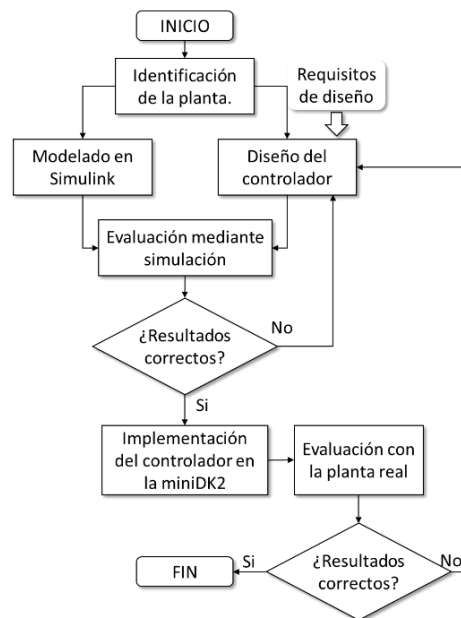 INICIO
Identificación
de la planta.
Requisitos
de diseño
Modelado en
Simulink
Diseño del
controlador
Evaluación mediante
simulación
¿Resultados
correctos?
No
Si
Implementación
del controlador en
la miniDK2
Evaluación con
la planta real
¿Resultados
correctos?
Si
No
FIN